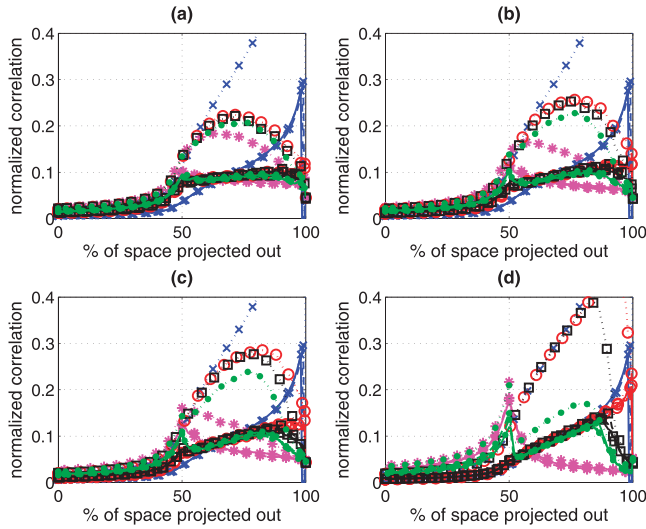 (a)
normalized correlation
0.4
0.3
0.2
0.1
0
0
50
100
% of space projected out
(b)
normalized correlation
0.4
0.3
0.2
0.1
0
0
50
100
% of space projected out
(c)
normalized correlation
0.4
0.3
0.2
0.1
0
0
50
100
% of space projected out
(d)
normalized correlation
0.4
0.3
0.2
0.1
0
0
50
100
% of space projected out